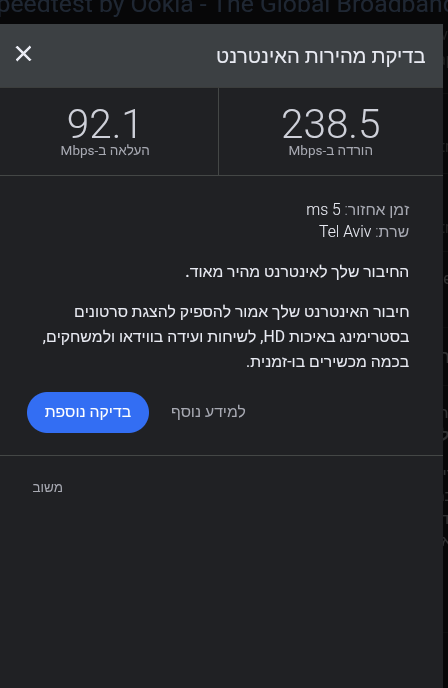 peedtest by Ookla - The Global Broadband
בדיקת מהירות האינטרנט
238.5
הורדה ב-Mbps
92.1
העלאה ב-Mbps
זמן אחזור: 5 ms
שרת: Tel Aviv
החיבור שלך לאינטרנט מהיר מאוד.
חיבור האינטרנט שלך אמור להספיק להצגת סרטונים
בסטרימינג באיכות HD, לשיחות ועידה בווידאו ולמשחקים,
בכמה מכשירים בו-זמנית.
למידע נוסף
בדיקה נוספת
משוב